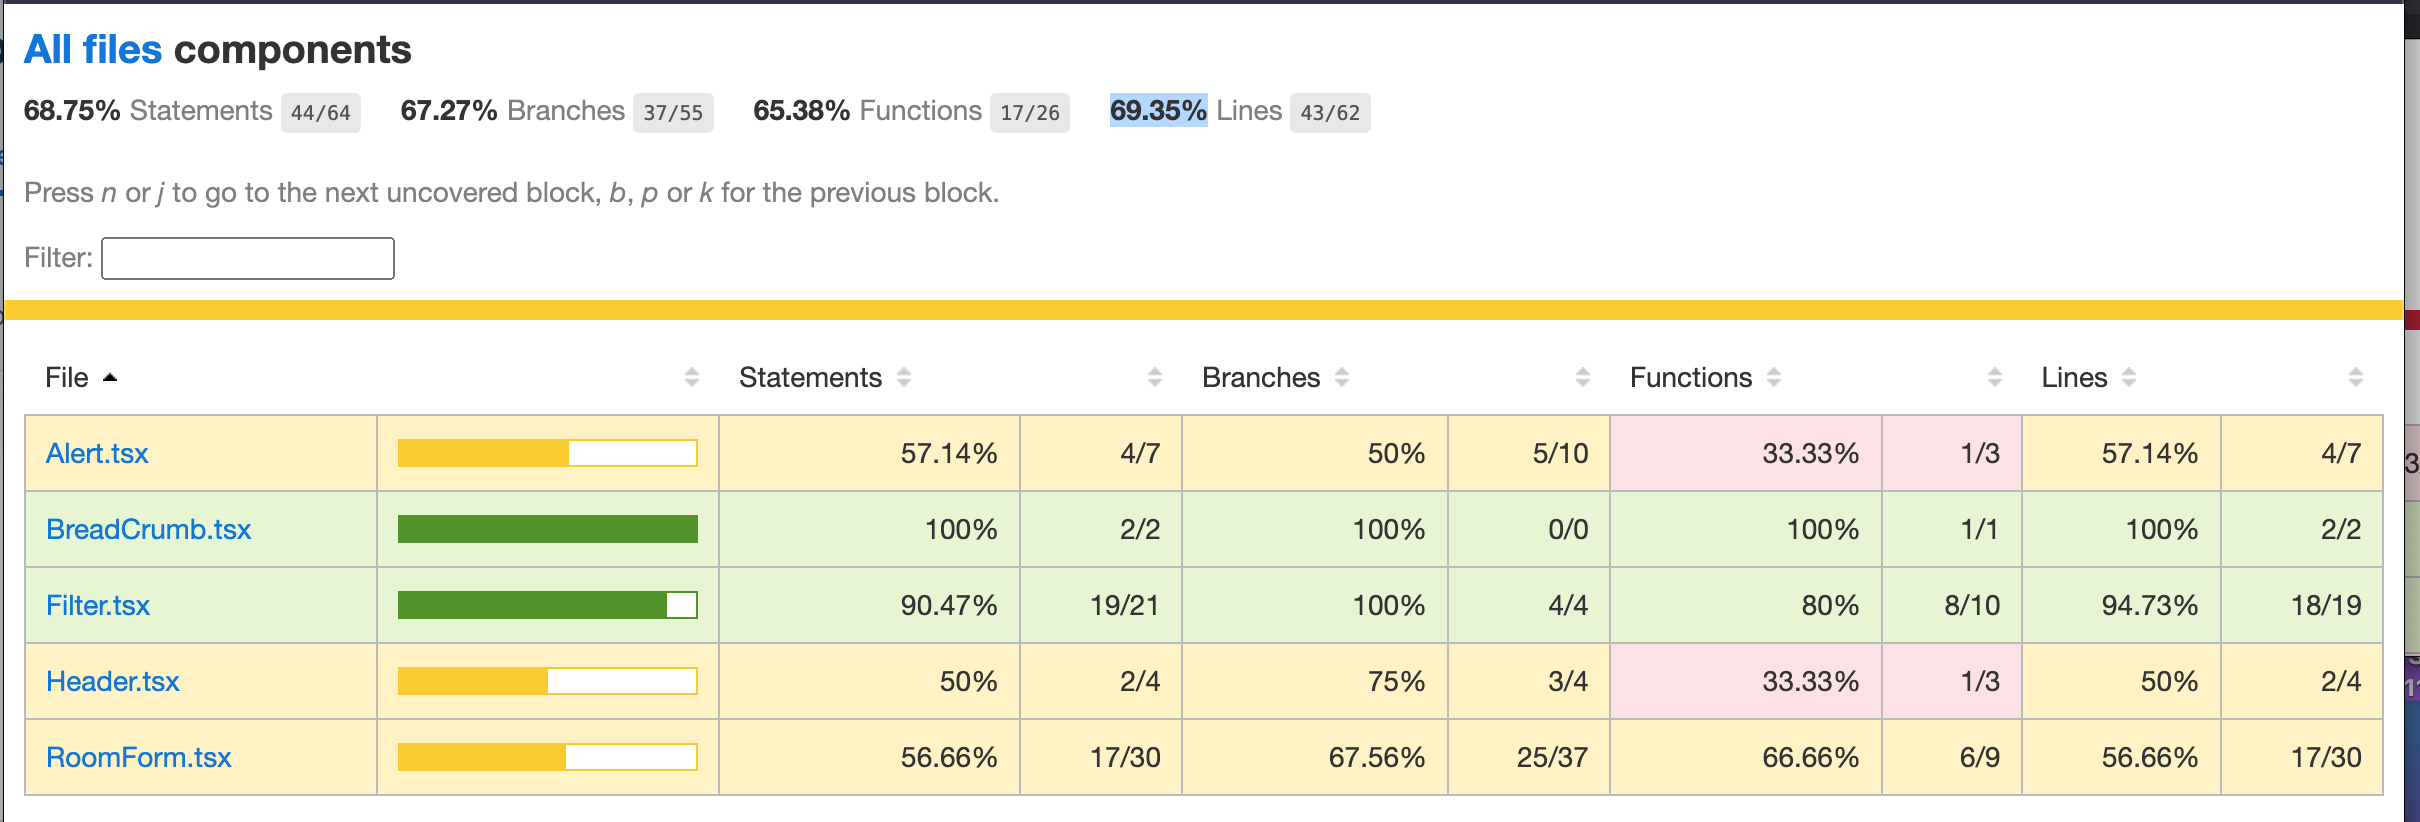 All files components
68.75% Statements 44/64 67.27% Branches 37/55 65.38% Functions 17/26 69.35% Lines 43/62
Press n or j to go to the next uncovered block, b, p or k for the previous block.
Filter:
File Statements Branches Functions Lines
Alert.tsx 57.14% 4/7 50% 5/10 33.33% 1/3 57.14% 4/7
BreadCrumb.tsx 100% 2/2 100% 0/0 100% 1/1 100% 2/2
Filter.tsx 90.47% 19/21 100% 4/4 80% 8/10 94.73% 18/19
Header.tsx 50% 2/4 75% 3/4 33.33% 1/3 50% 2/4
RoomForm.tsx 56.66% 17/30 67.56% 25/37 66.66% 6/9 56.66% 17/30